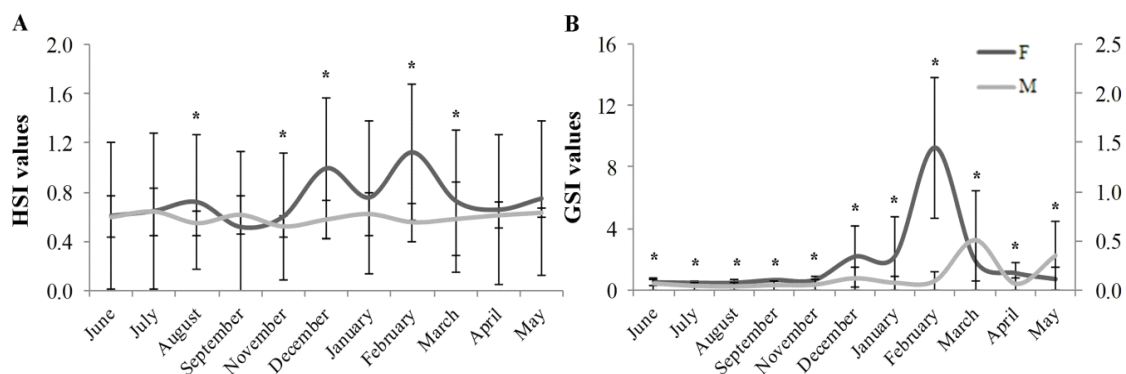 A
HSI values
2.0
1.6
1.2
0.8
0.4
0.0
* * * * *
June July August September November December January February March April May
B
GSI values
16
12
8
4
0
F
M
2.5
2.0
1.5
1.0
0.5
0.0
* * * * * * * * * * *
June July August September November December January February March April May